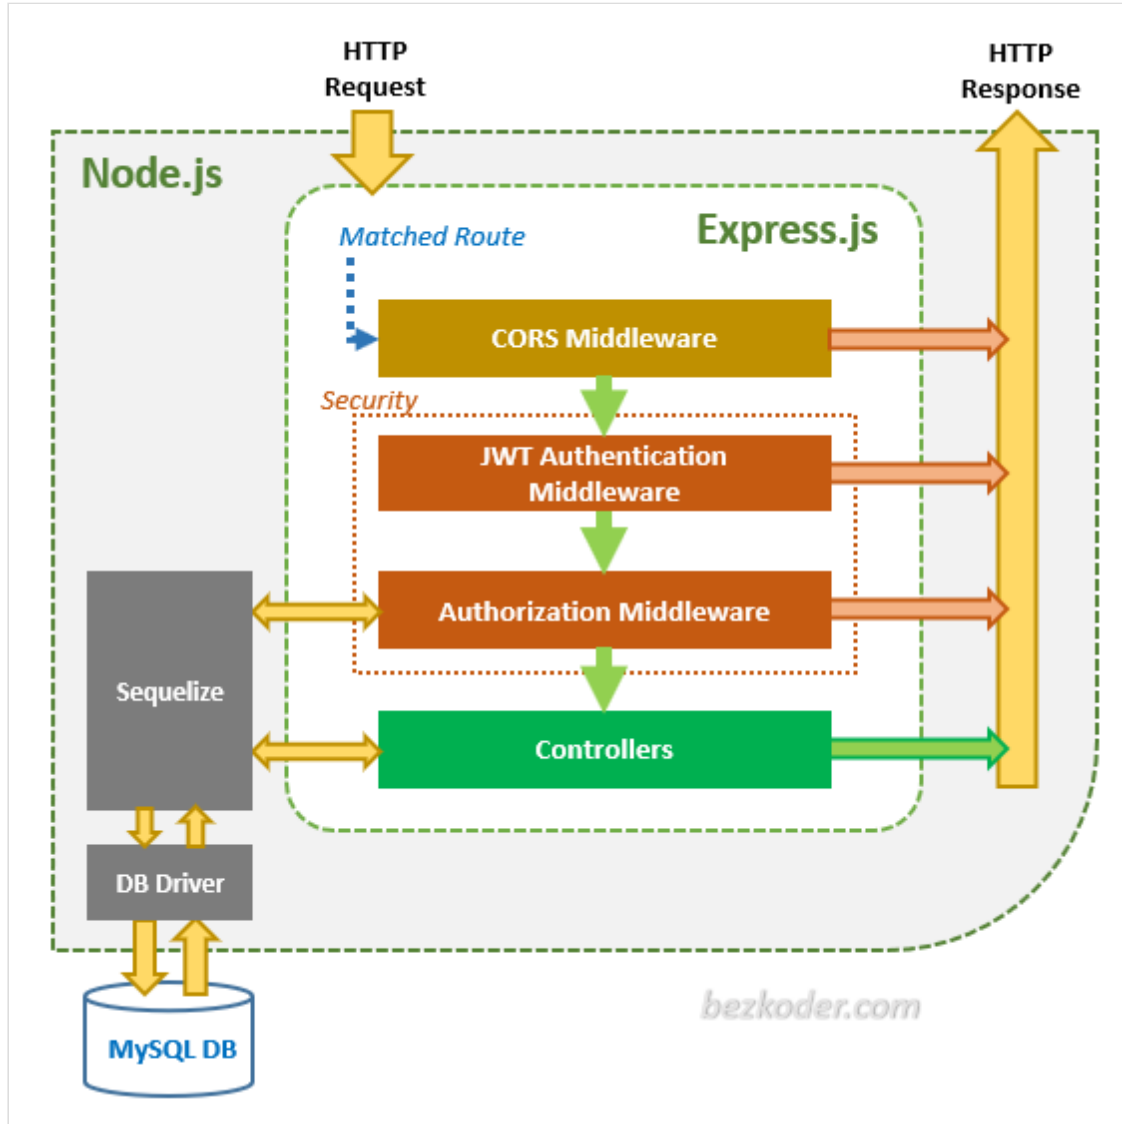 HTTP
Request
HTTP
Response
Node.js
Express.js
Matched Route
CORS Middleware
Security
JWT Authentication
Middleware
Authorization Middleware
Sequelize
Controllers
DB Driver
MySQL DB
bezkoder.com